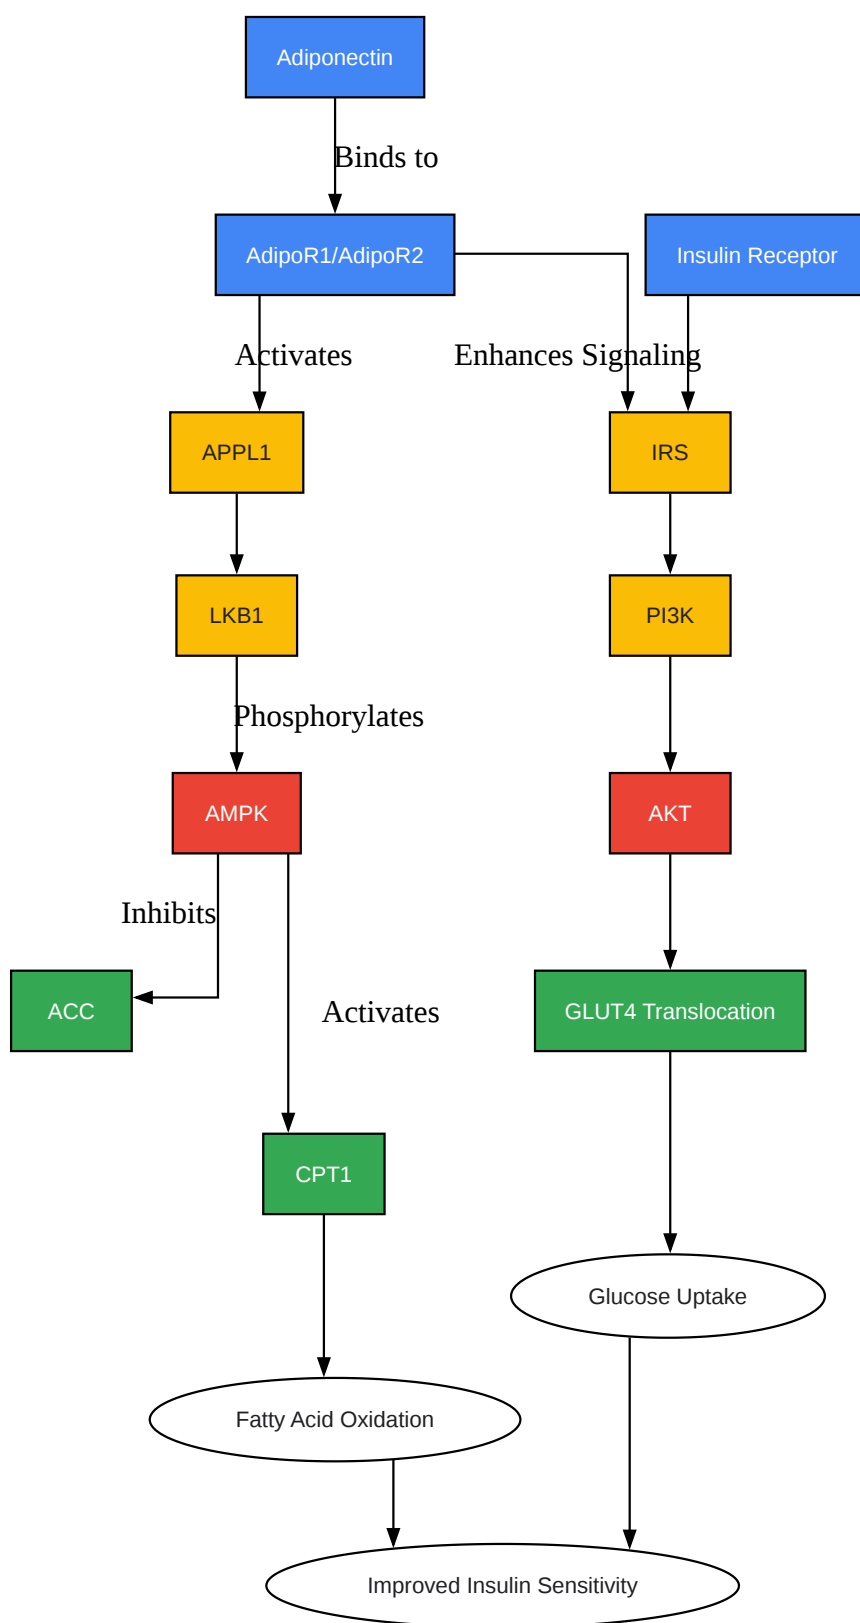 Adiponectin
Binds to
AdipoR1/AdipoR2
Insulin Receptor
Activates
Enhances Signaling
APPL1
IRS
LKB1
PI3K
Phosphorylates
AMPK
AKT
Inhibits
ACC
Activates
GLUT4 Translocation
CPT1
Glucose Uptake
Fatty Acid Oxidation
Improved Insulin Sensitivity